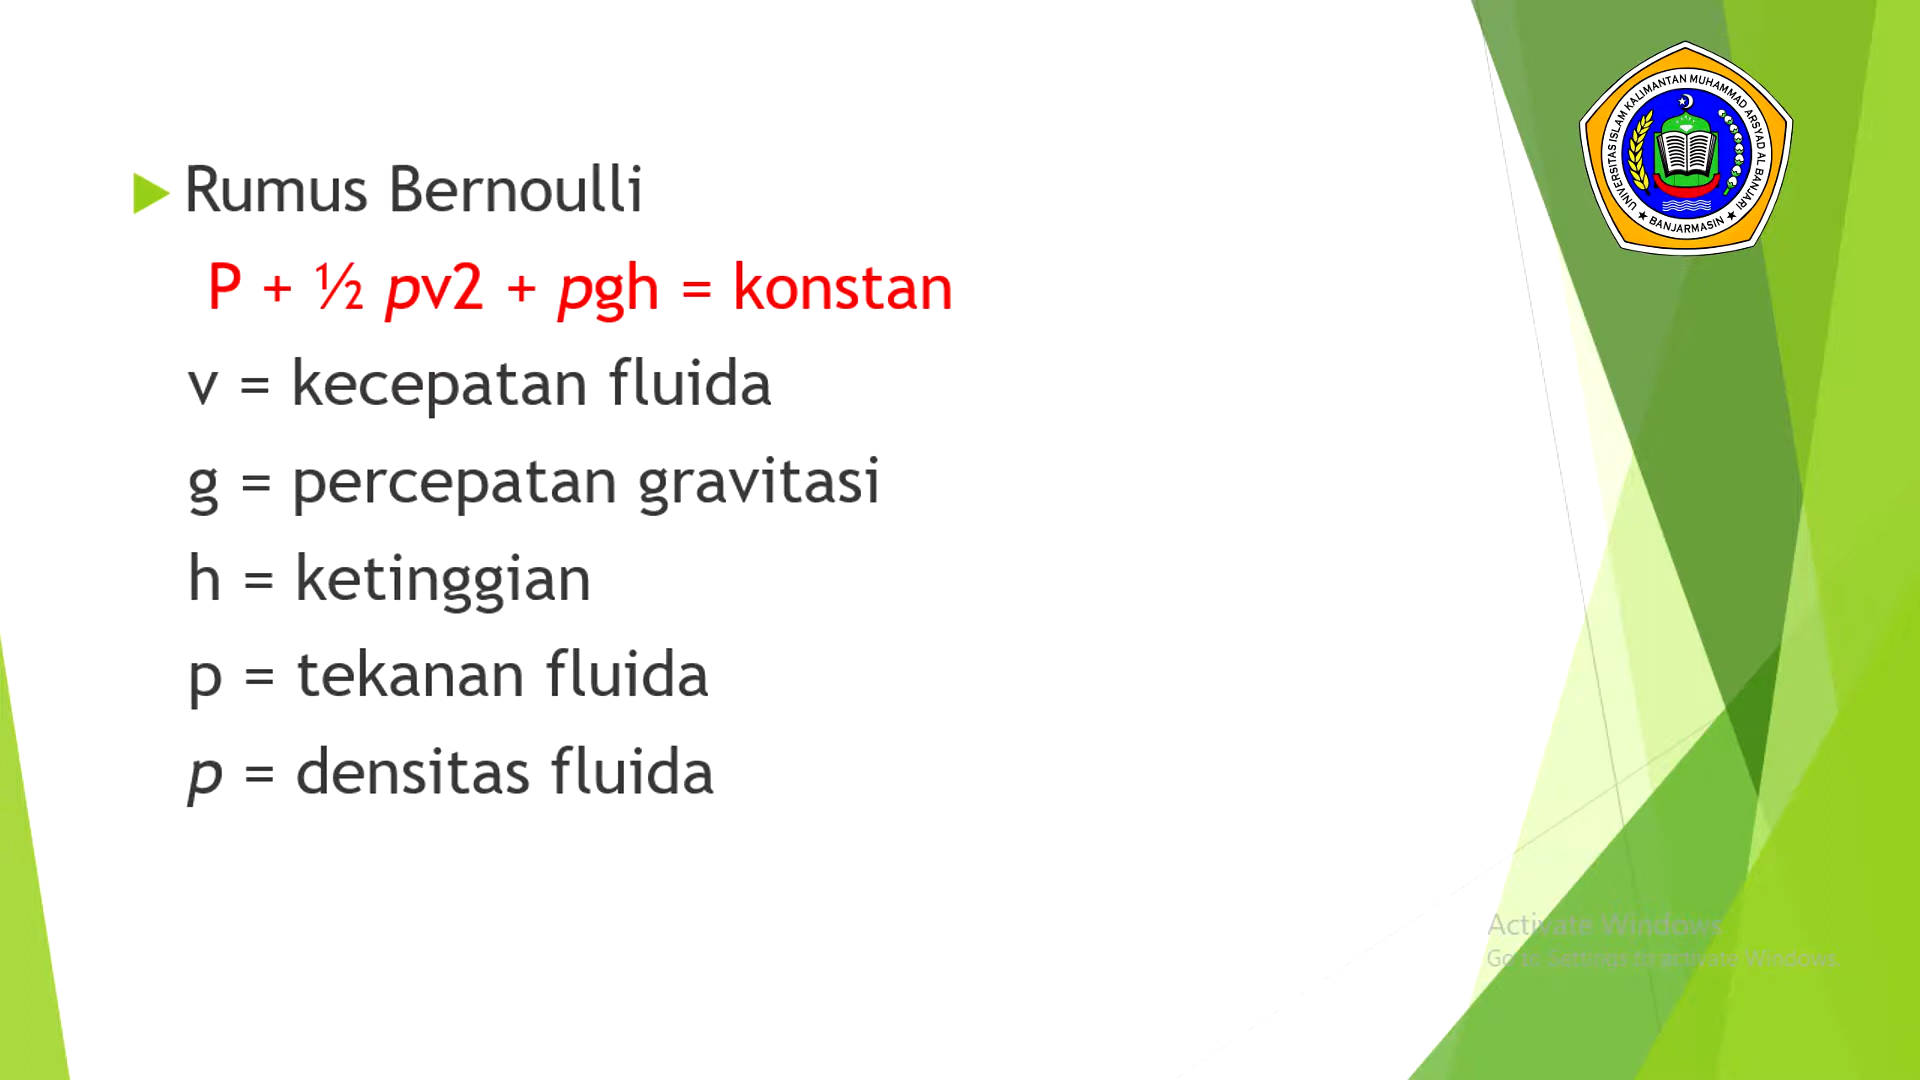 Rumus Bernoulli
P + ½ pv2 + pgh = konstan
v = kecepatan fluida
g = percepatan gravitasi
h = ketinggian
p = tekanan fluida
p = densitas fluida
UNIVERSITAS ISLAM KALIMANTAN MUHAMMAD ARSYAD AL BANJARI
BANJARMASIN
Activate Windows
Go to Settings to activate Windows.